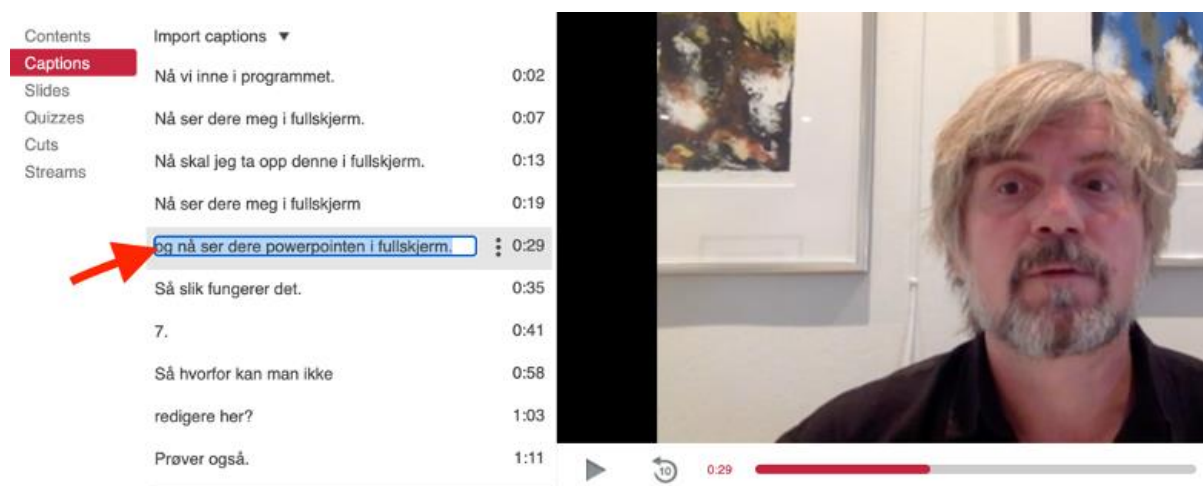 Contents
Captions
Slides
Quizzes
Cuts
Streams
Import captions
Nå vi inne i programmet. 0:02
Nå ser dere meg i fullskjerm. 0:07
Nå skal jeg ta opp denne i fullskjerm. 0:13
Nå ser dere meg i fullskjerm 0:19
og nå ser dere powerpointen i fullskjerm. 0:29
Så slik fungerer det. 0:35
7. 0:41
Så hvorfor kan man ikke 0:58
redigere her? 1:03
Prøver også. 1:11
10 0:29